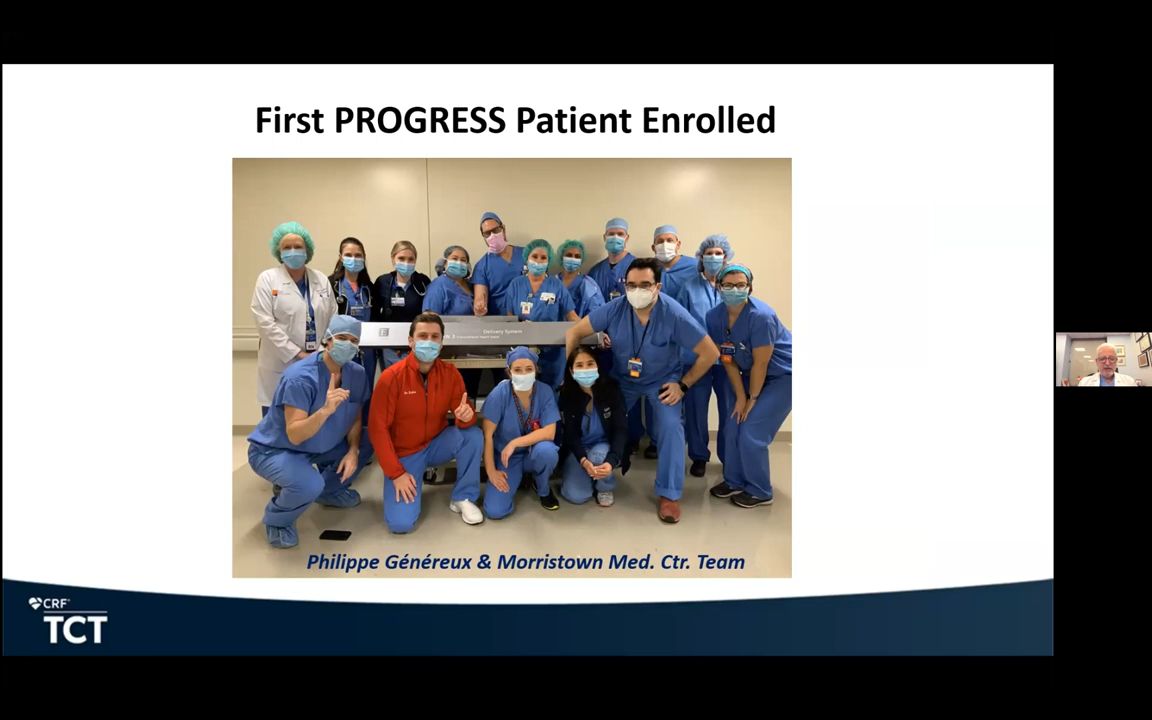 First PROGRESS Patient Enrolled
Delivery System
Philippe Généreux & Morristown Med. Ctr. Team
CRF
TCT